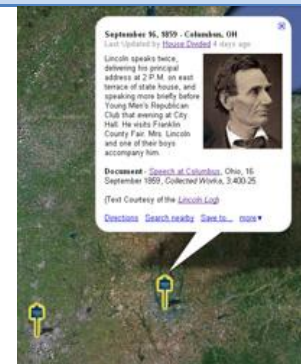 September 16, 1859 - Columbus, OH
Last Updated by House Divided 4 days ago
Lincoln speaks twice,
delivering his principal
address at 2 P.M. on east
terrace of state house, and
speaking more briefly before
Young Men's Republican
Club that evening at City
Hall. He visits Franklin
County Fair. Mrs. Lincoln
and one of their boys
accompany him.
Document - Speech at Columbus, Ohio, 16
September 1859, Collected Works, 3:400-25.
(Text Courtesy of the Lincoln Log)
Directions Search nearby Save to... more▼